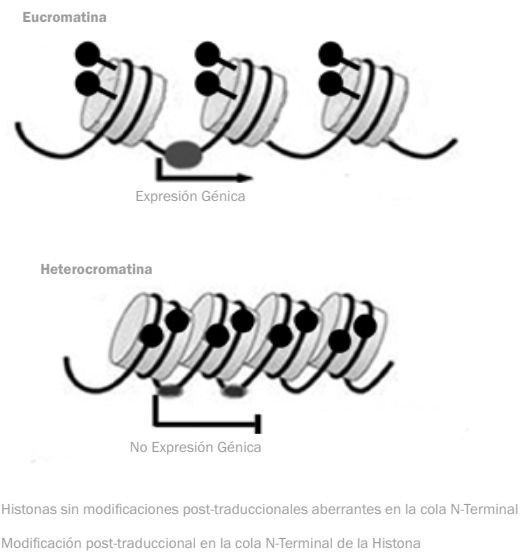 Eucromatina
Expresión Génica
Heterocromatina
No Expresión Génica
Histonas sin modificaciones post-traduccionales aberrantes en la cola N-Terminal
Modificación post-traduccional en la cola N-Terminal de la Histona